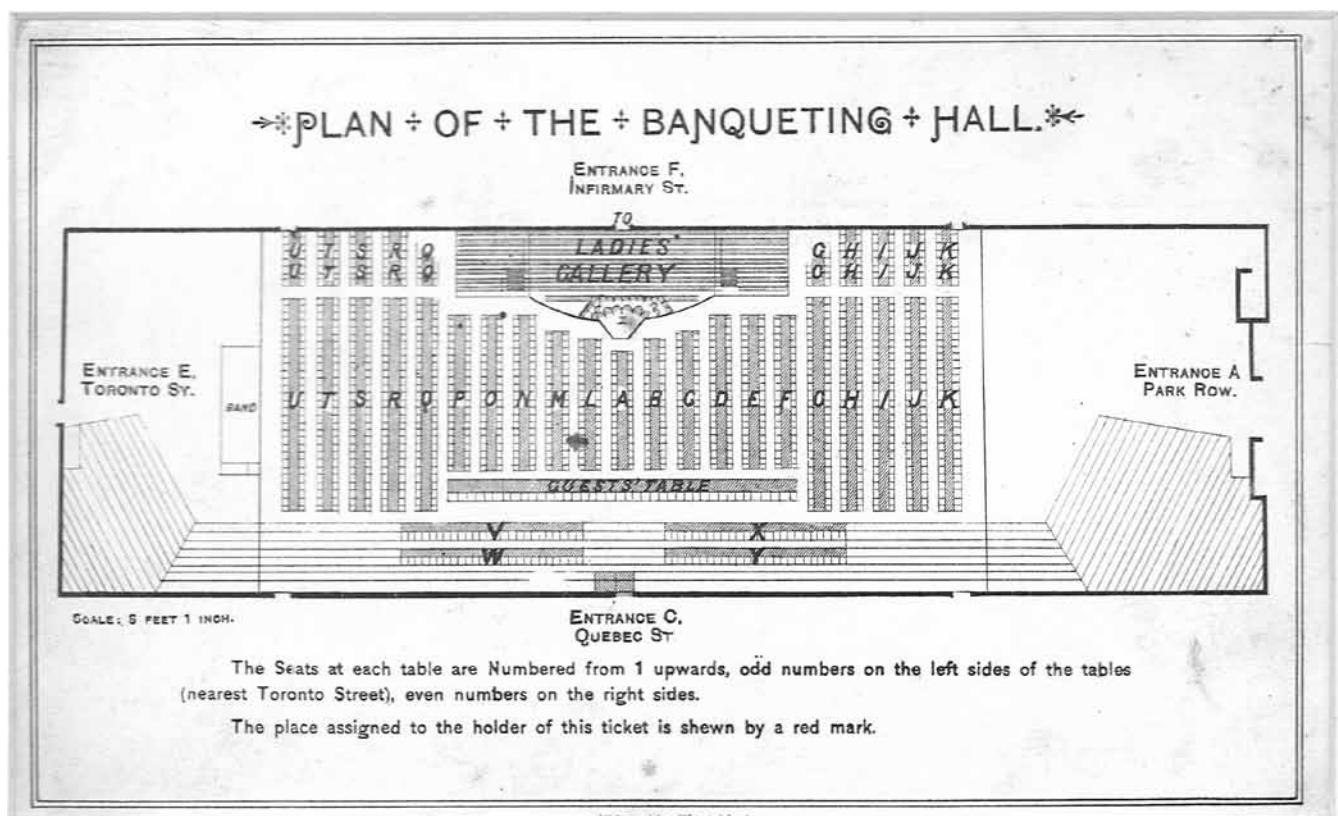 PLAN OF THE BANQUETING HALL.
ENTRANCE F,
INFIRMARY ST.
TO
LADIES'
GALLERY
U T S R Q G H I J K
U T S R Q G H I J K
ENTRANCE E,
TORONTO ST.
BAND
ENTRANCE A
PARK ROW.
U T S R Q P O N M L A B C D E F G H I J K
GUESTS' TABLE
V X
W Y
SCALE; 8 FEET 1 INCH.
ENTRANCE C,
QUEBEC ST
The Seats at each table are Numbered from 1 upwards, odd numbers on the left sides of the tables
(nearest Toronto Street), even numbers on the right sides.
The place assigned to the holder of this ticket is shewn by a red mark.